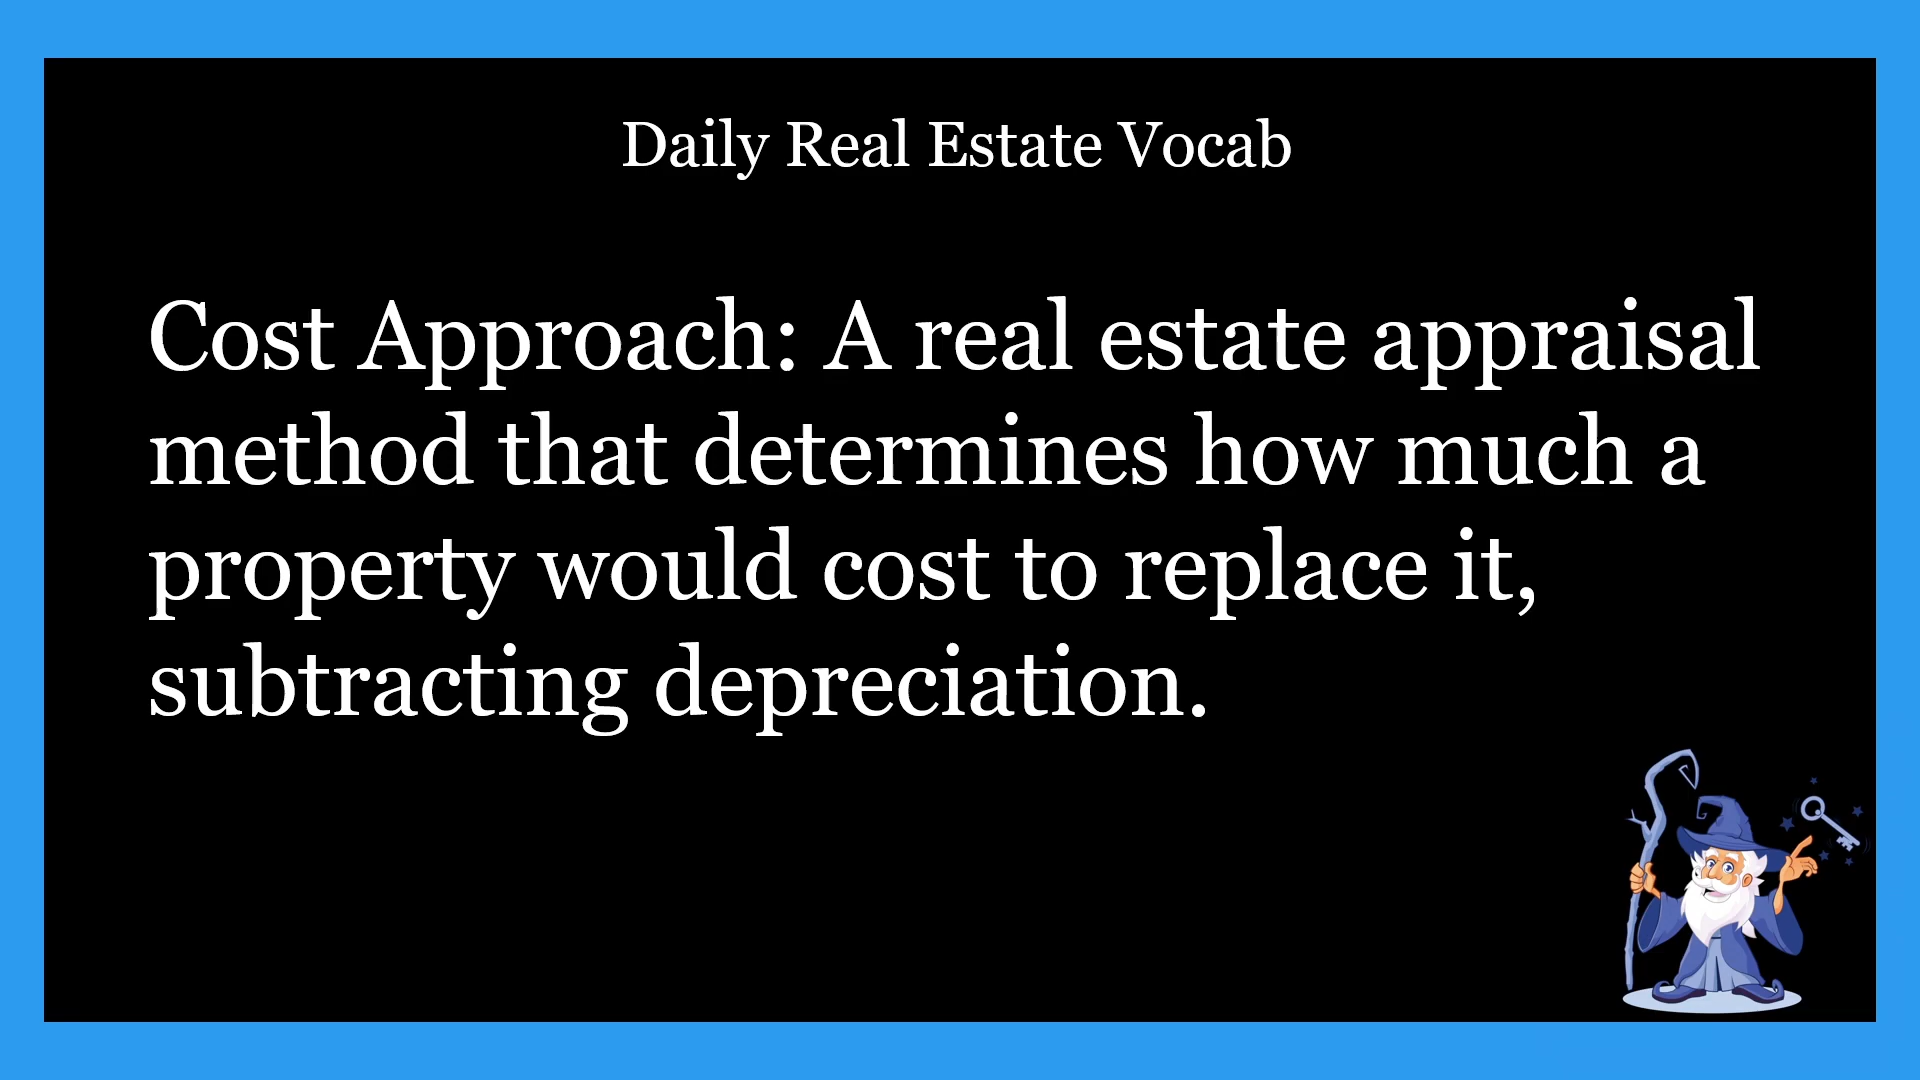 Daily Real Estate Vocab
Cost Approach: A real estate appraisal
method that determines how much a
property would cost to replace it,
subtracting depreciation.